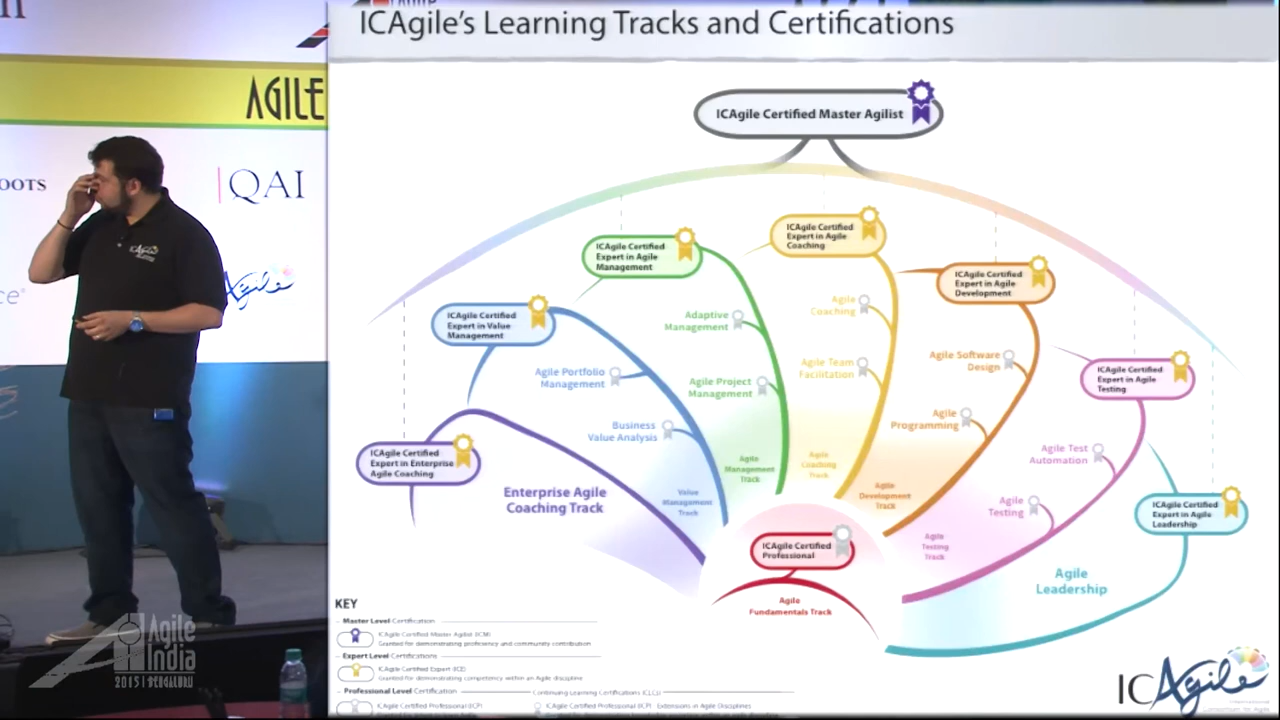 ICAgile's Learning Tracks and Certifications
AGILE
OOTS
QAI
Agile
ICAgile Certified Master Agilist
ICAgile Certified
Expert in Agile
Coaching
ICAgile Certified
Expert in Agile
Management
ICAgile Certified
Expert in Agile
Development
ICAgile Certified
Expert in Value
Management
Agile
Coaching
Adaptive
Management
Agile Software
Design
ICAgile Certified
Expert in Agile
Testing
Agile Portfolio
Management
Agile Team
Facilitation
Agile Project
Management
Agile
Programming
Business
Value Analysis
ICAgile Certified
Expert in Enterprise
Agile Coaching
Agile Test
Automation
Agile
Management
Track
Agile
Coaching
Track
Agile
Development
Track
Enterprise Agile
Coaching Track
Value
Management
Track
Agile
Testing
ICAgile Certified
Expert in Agile
Leadership
Agile
Testing
Track
ICAgile Certified
Professional
Agile
Leadership
Agile
Fundamentals Track
KEY
Master Level Certification
ICAgile Certified Master Agilist (ICM)
Granted for demonstrating proficiency and community contribution
Expert Level Certifications
ICAgile Certified Expert (ICE)
Granted for demonstrating competency within an Agile discipline
Professional Level Certification
Continuing Learning Certifications (CLCs)
ICAgile Certified Professional (ICP)
ICAgile Certified Professional (ICP) - Extensions in Agile Disciplines
ICAgile
Agile
India
2015 | BENGALURU